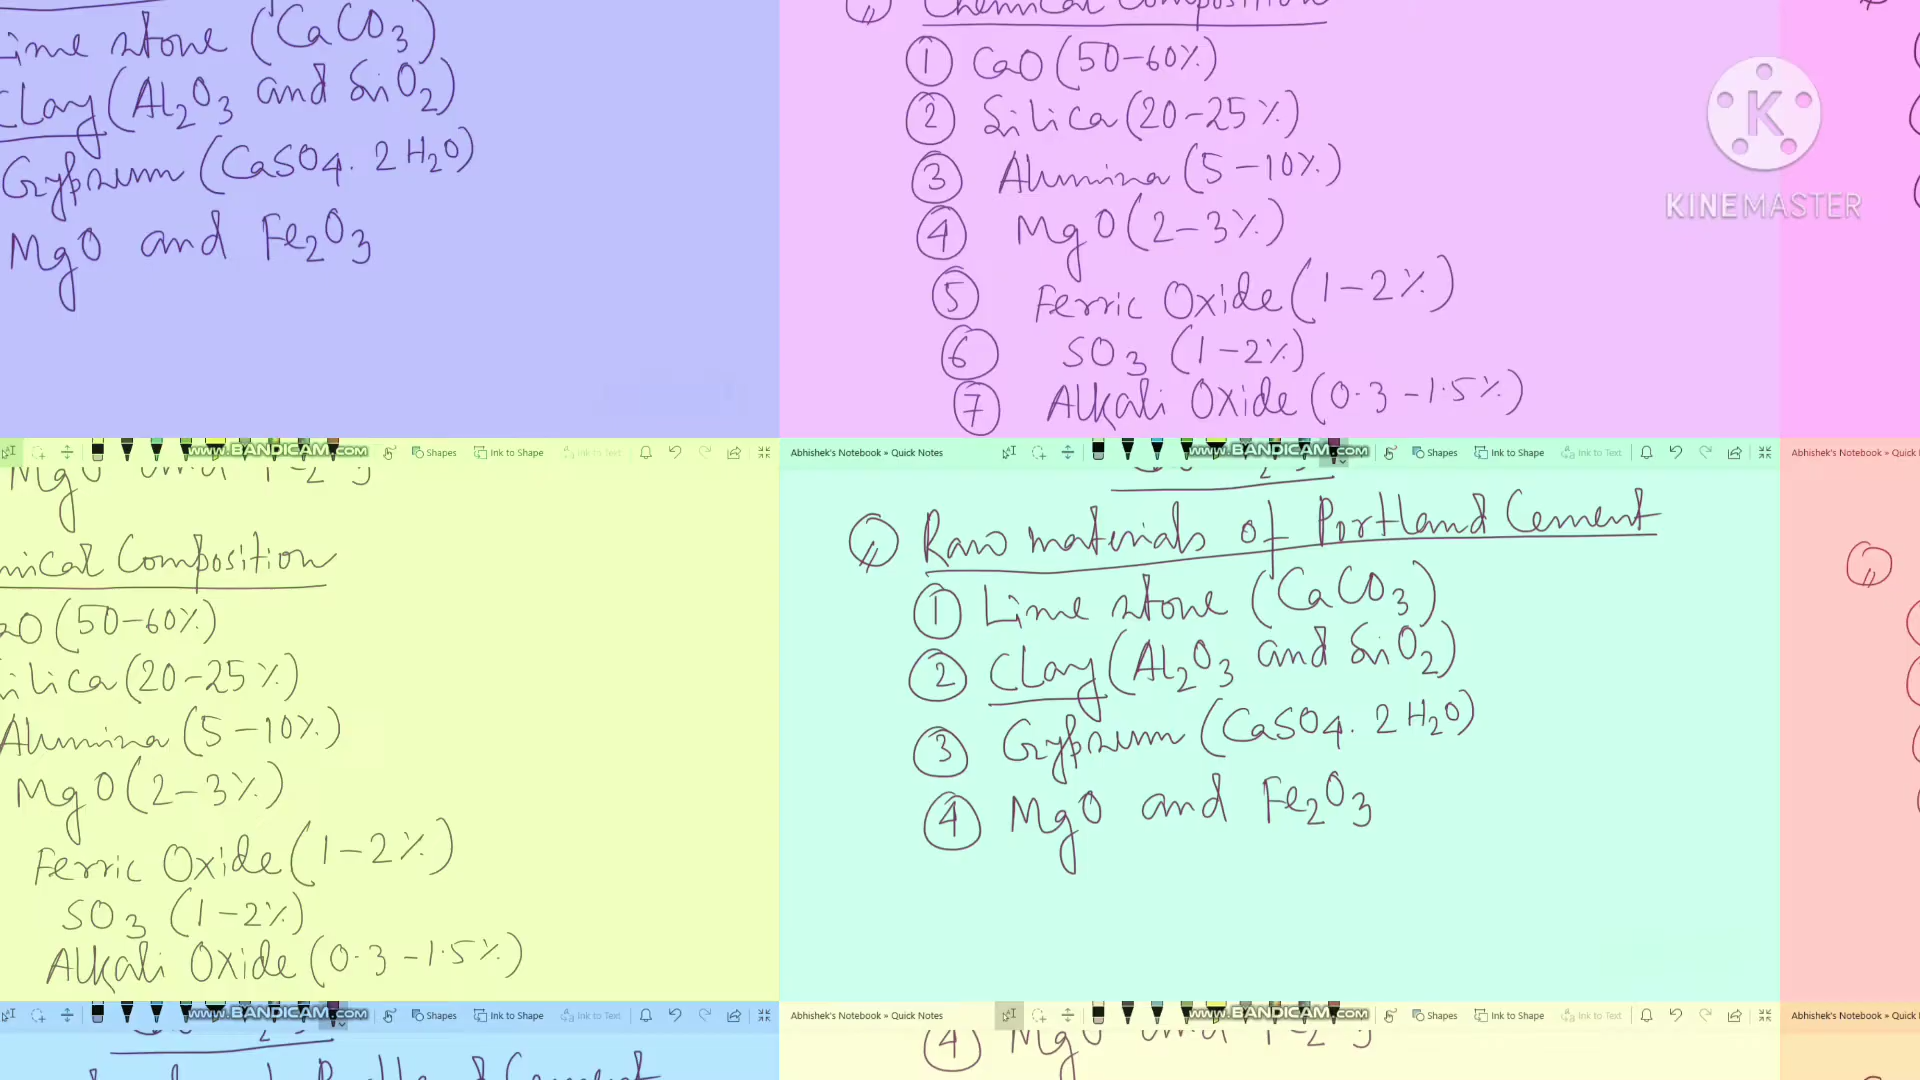 Lime stone (CaCO3)
Clay (Al2O3 and SiO2)
Gypsum (CaSO4. 2H2O)
MgO and Fe2O3
Chemical Composition
① CaO (50-60%)
② Silica (20-25%)
③ Alumina (5-10%)
④ MgO (2-3%)
⑤ Ferric Oxide (1-2%)
⑥ SO3 (1-2%)
⑦ Alkali Oxide (0.3-1.5%)
K
KINEMASTER
www.BANDICAM.com Shapes Ink to Shape Ink to Text
mical Composition
aO (50-60%)
ilica (20-25%)
Alumina (5-10%)
MgO (2-3%)
Ferric Oxide (1-2%)
SO3 (1-2%)
Alkali Oxide (0.3-1.5%)
Abhishek's Notebook » Quick Notes www.BANDICAM.com Shapes Ink to Shape Ink to Text
Raw materials of Portland Cement
① Lime stone (CaCO3)
② Clay (Al2O3 and SiO2)
③ Gypsum (CaSO4. 2H2O)
④ MgO and Fe2O3
Abhishek's Notebook » Quick
www.BANDICAM.com Shapes Ink to Shape Ink to Text
Abhishek's Notebook » Quick Notes www.BANDICAM.com Shapes Ink to Shape Ink to Text
④
Abhishek's Notebook » Quick